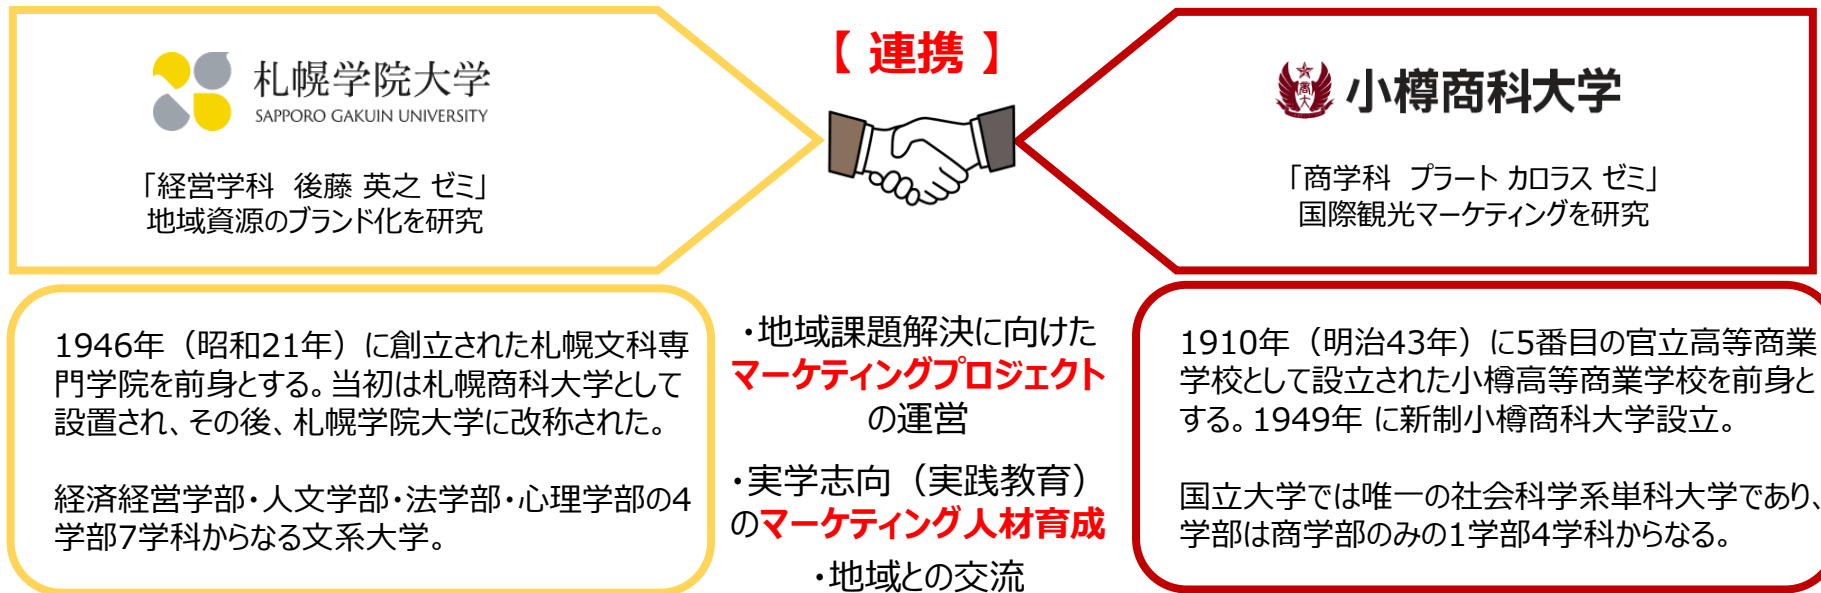 札幌学院大学
SAPPORO GAKUIN UNIVERSITY
「経営学科　後藤 英之 ゼミ」
地域資源のブランド化を研究
【 連携 】
小樽商科大学
「商学科　プラート カロラス ゼミ」
国際観光マーケティングを研究
1946年（昭和21年）に創立された札幌文科専
門学院を前身とする。当初は札幌商科大学として
設置され、その後、札幌学院大学に改称された。
経済経営学部・人文学部・法学部・心理学部の4
学部7学科からなる文系大学。
・地域課題解決に向けた
マーケティングプロジェクト
の運営
・実学志向（実践教育）
のマーケティング人材育成
・地域との交流
1910年（明治43年）に5番目の官立高等商業
学校として設立された小樽高等商業学校を前身と
する。1949年 に新制小樽商科大学設立。
国立大学では唯一の社会科学系単科大学であり、
学部は商学部のみの1学部4学科からなる。